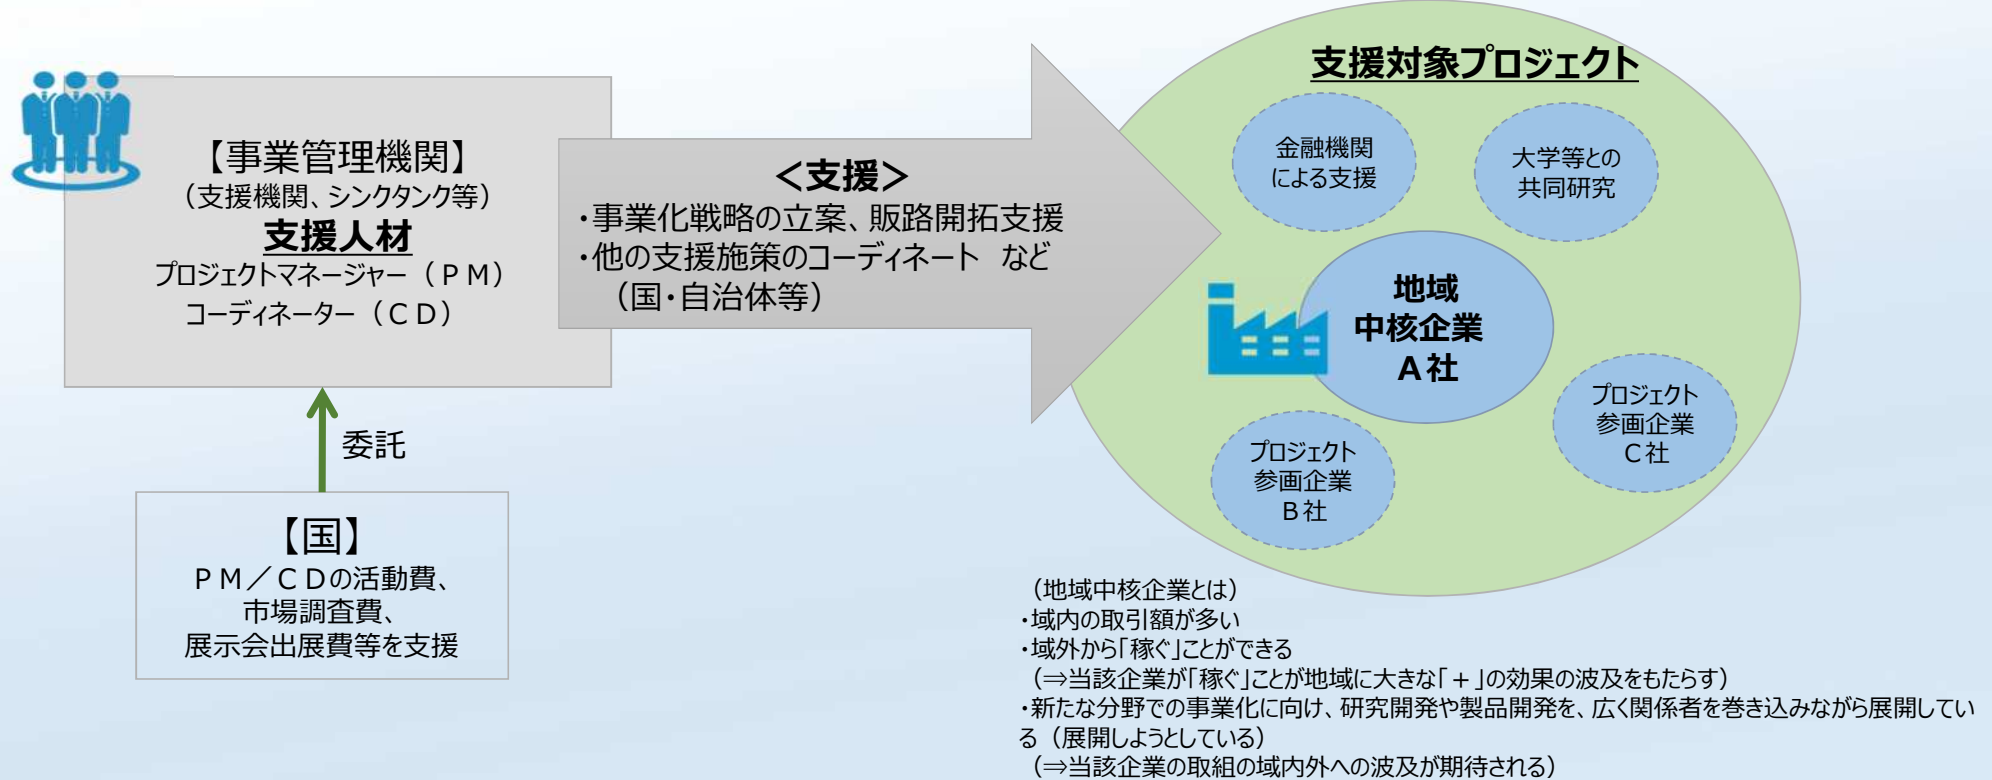 【事業管理機関】
（支援機関、シンクタンク等）
支援人材
プロジェクトマネージャー（ＰＭ）
コーディネーター（ＣＤ）
委託
【国】
ＰＭ／ＣＤの活動費、
市場調査費、
展示会出展費等を支援
＜支援＞
・事業化戦略の立案、販路開拓支援
・他の支援施策のコーディネート　など
（国・自治体等）
支援対象プロジェクト
金融機関
による支援
大学等との
共同研究
地域
中核企業
Ａ社
プロジェクト
参画企業
Ｃ社
プロジェクト
参画企業
Ｂ社
（地域中核企業とは）
・域内の取引額が多い
・域外から「稼ぐ」ことができる
（⇒当該企業が「稼ぐ」ことが地域に大きな「＋」の効果の波及をもたらす）
・新たな分野での事業化に向け、研究開発や製品開発を、広く関係者を巻き込みながら展開してい
る（展開しようとしている）
（⇒当該企業の取組の域内外への波及が期待される）